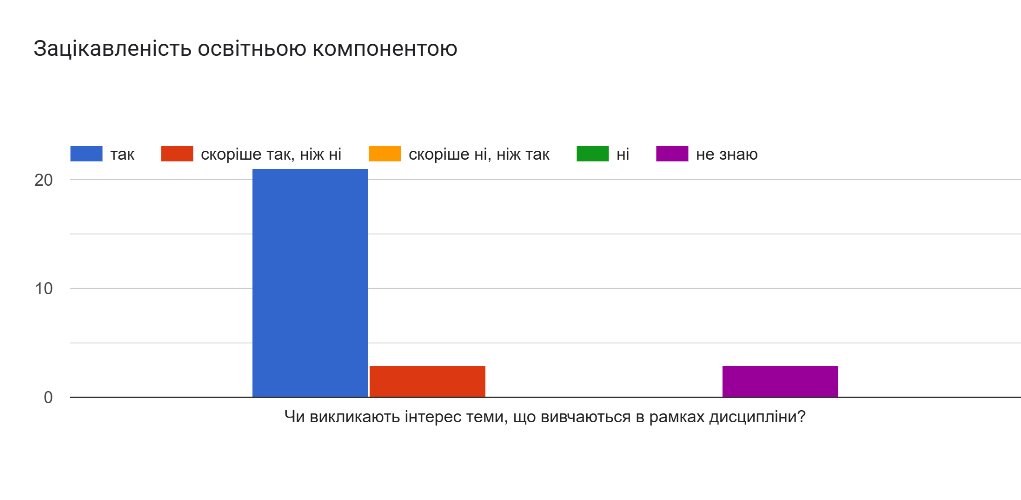 Зацікавленість освітньою компонентою
так скоріше так, ніж ні скоріше ні, ніж так ні не знаю
20
10
0
Чи викликають інтерес теми, що вивчаються в рамках дисципліни?